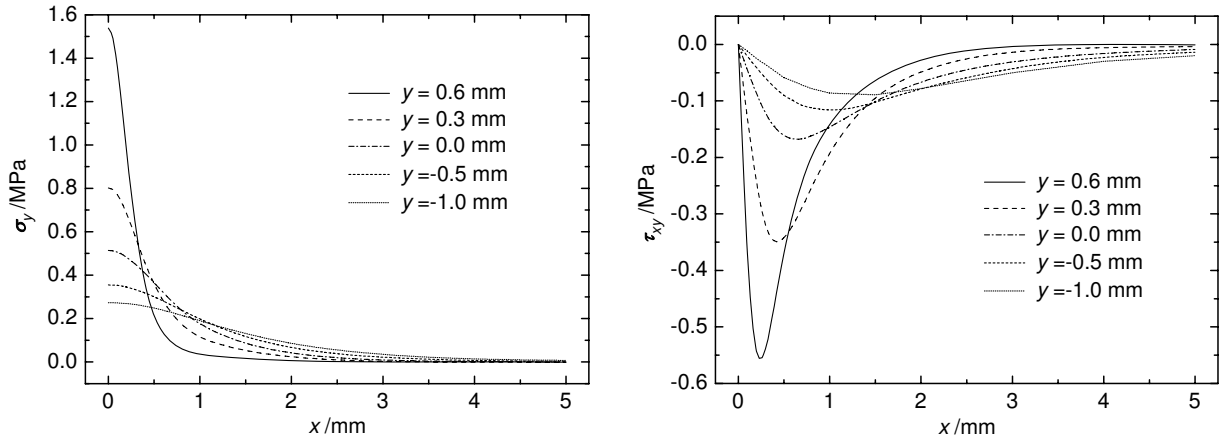 1.6
1.4
1.2
1.0
0.8
0.6
0.4
0.2
0.0
σy /MPa
y = 0.6 mm
y = 0.3 mm
y = 0.0 mm
y =-0.5 mm
y =-1.0 mm
0 1 2 3 4 5
x /mm
0.0
-0.1
-0.2
-0.3
-0.4
-0.5
-0.6
τxy /MPa
y = 0.6 mm
y = 0.3 mm
y = 0.0 mm
y =-0.5 mm
y =-1.0 mm
0 1 2 3 4 5
x /mm